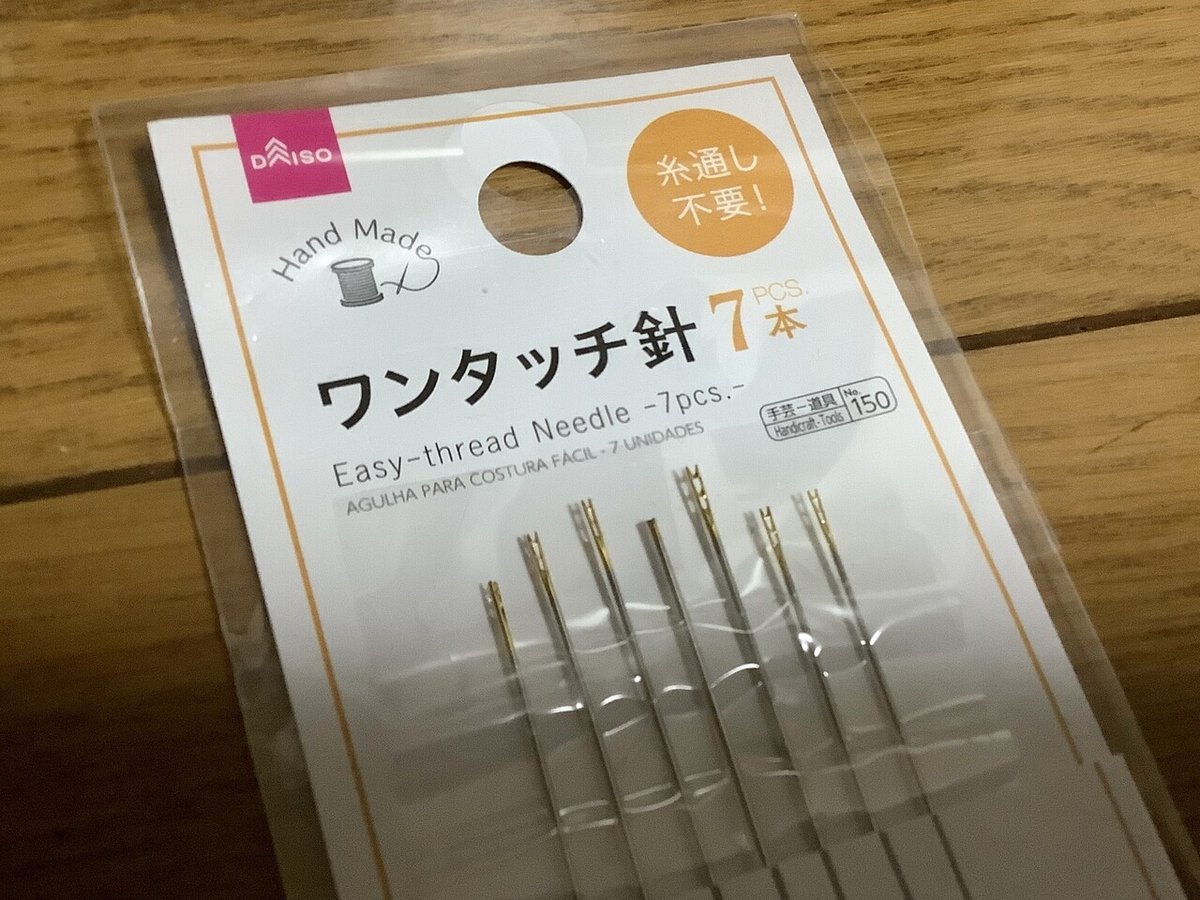 DAISO
Hand Made
糸通し
不要!
ワンタッチ針 7 PCS.
本
Easy-thread Needle -7pcs.-
AGULHA PARA COSTURA FÁCIL - 7 UNIDADES
手芸-道具 No.
Handicraft・Tools 150